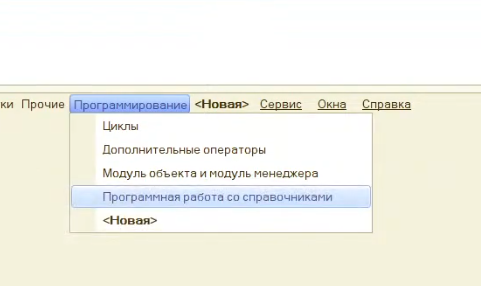 ки Прочие Программирование <Новая> Сервис Окна Справка
Циклы
Дополнительные операторы
Модуль объекта и модуль менеджера
Программная работа со справочниками
<Новая>